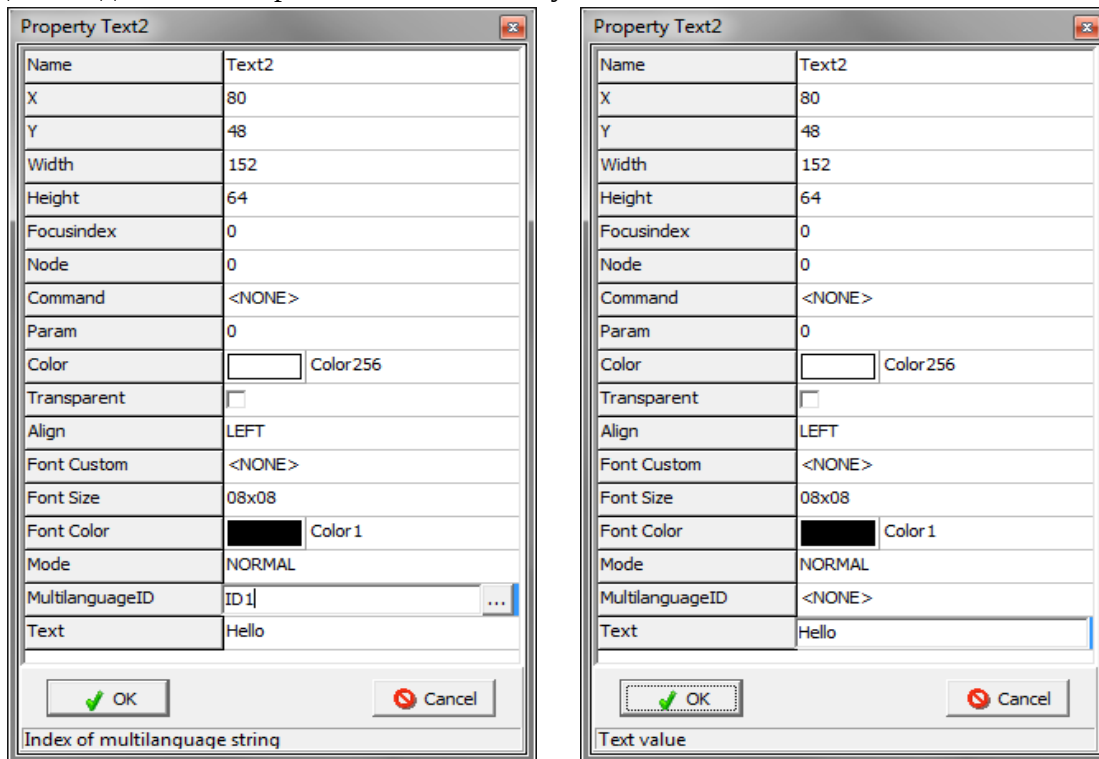 Property Text2
Name Text2
X 80
Y 48
Width 152
Height 64
Focusindex 0
Node 0
Command <NONE>
Param 0
Color Color256
Transparent
Align LEFT
Font Custom <NONE>
Font Size 08x08
Font Color Color1
Mode NORMAL
MultilanguageID ID1 ...
Text Hello
OK Cancel
Index of multilanguage string
Property Text2
Name Text2
X 80
Y 48
Width 152
Height 64
Focusindex 0
Node 0
Command <NONE>
Param 0
Color Color256
Transparent
Align LEFT
Font Custom <NONE>
Font Size 08x08
Font Color Color1
Mode NORMAL
MultilanguageID <NONE>
Text Hello
OK Cancel
Text value